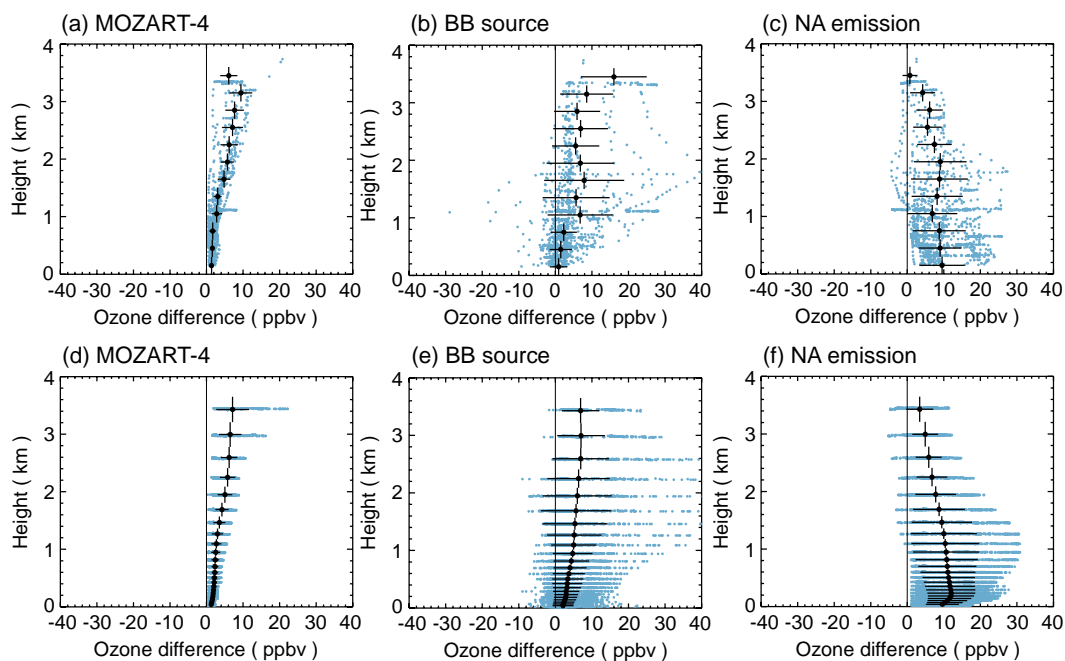 (a) MOZART-4 (b) BB source (c) NA emission
4 4 4
3 3 3
2 2 2
1 1 1
0 0 0
Height ( km ) Height ( km ) Height ( km )
-40 -30 -20 -10 0 10 20 30 40 -40 -30 -20 -10 0 10 20 30 40 -40 -30 -20 -10 0 10 20 30 40
Ozone difference ( ppbv ) Ozone difference ( ppbv ) Ozone difference ( ppbv )
(d) MOZART-4 (e) BB source (f) NA emission
4 4 4
3 3 3
2 2 2
1 1 1
0 0 0
Height ( km ) Height ( km ) Height ( km )
-40 -30 -20 -10 0 10 20 30 40 -40 -30 -20 -10 0 10 20 30 40 -40 -30 -20 -10 0 10 20 30 40
Ozone difference ( ppbv ) Ozone difference ( ppbv ) Ozone difference ( ppbv )